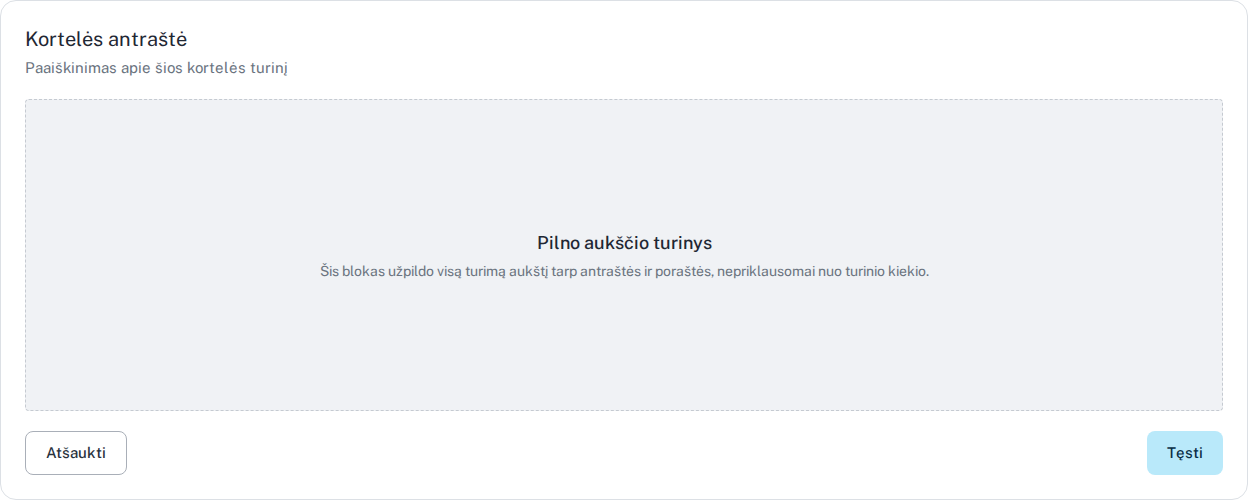 Kortelės antraštė
Paaiškinimas apie šios kortelės turinį
Pilno aukščio turinys
Šis blokas užpildo visą turimą aukštį tarp antraštės ir poraštės, nepriklausomai nuo turinio kiekio.
Atšaukti
Tęsti